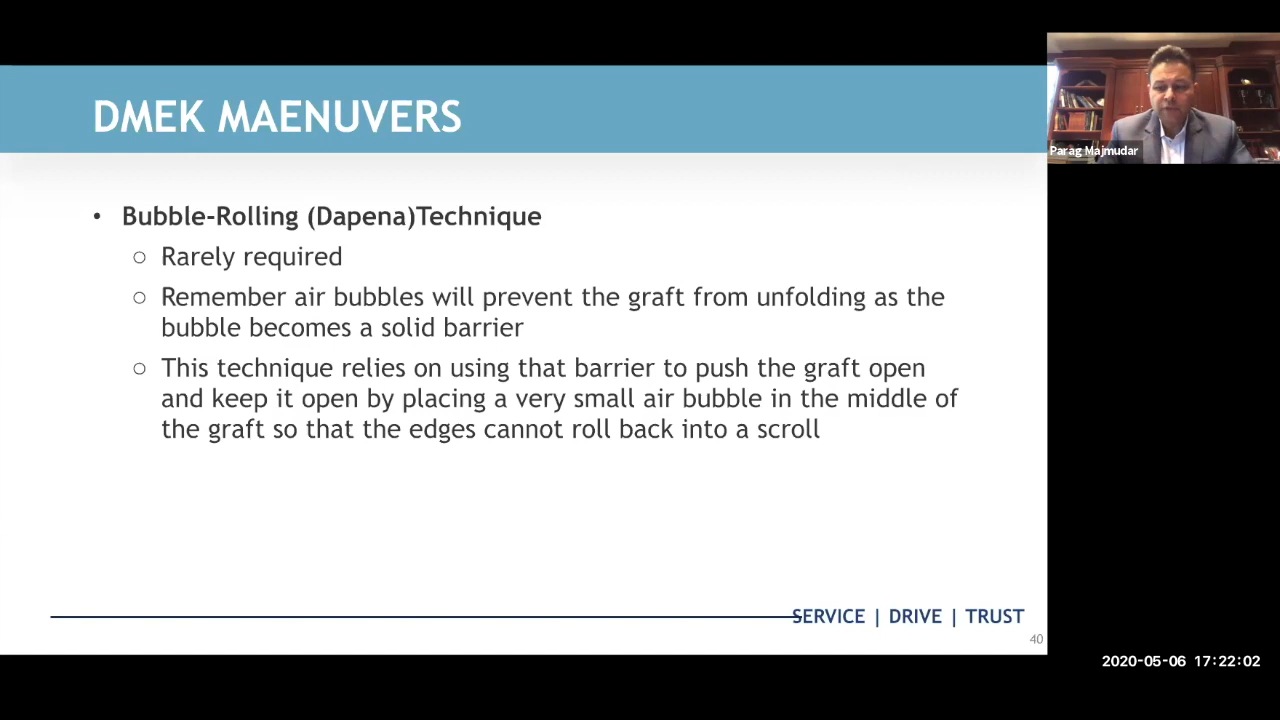 DMEK MAENUVERS
Parag Majmudar
• Bubble-Rolling (Dapena)Technique
○ Rarely required
○ Remember air bubbles will prevent the graft from unfolding as the
bubble becomes a solid barrier
○ This technique relies on using that barrier to push the graft open
and keep it open by placing a very small air bubble in the middle of
the graft so that the edges cannot roll back into a scroll
SERVICE | DRIVE | TRUST
40
2020-05-06 17:22:02